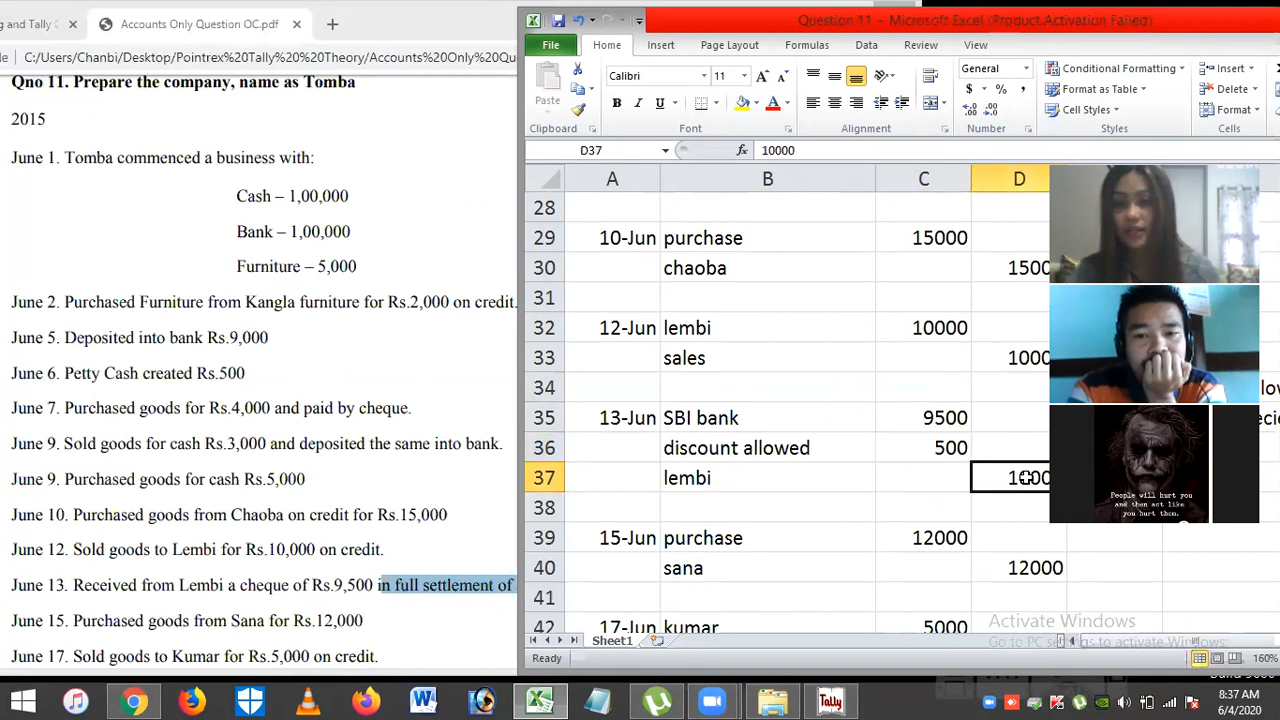 ng and Tally C
Accounts Only Question OC.pdf
C:/Users/Chanbi/Desktop/Pointrex%20Tally%20%20Theory/Accounts%20Only%20Qu
Qno 11. Prepare the company, name as Tomba
2015
June 1. Tomba commenced a business with:
Cash – 1,00,000
Bank – 1,00,000
Furniture – 5,000
June 2. Purchased Furniture from Kangla furniture for Rs.2,000 on credit.
June 5. Deposited into bank Rs.9,000
June 6. Petty Cash created Rs.500
June 7. Purchased goods for Rs.4,000 and paid by cheque.
June 9. Sold goods for cash Rs.3,000 and deposited the same into bank.
June 9. Purchased goods for cash Rs.5,000
June 10. Purchased goods from Chaoba on credit for Rs.15,000
June 12. Sold goods to Lembi for Rs.10,000 on credit.
June 13. Received from Lembi a cheque of Rs.9,500 in full settlement of
June 15. Purchased goods from Sana for Rs.12,000
June 17. Sold goods to Kumar for Rs.5,000 on credit.
Question 11 - Microsoft Excel (Product Activation Failed)
File Home Insert Page Layout Formulas Data Review View
Paste
Calibri 11 A A
B I U
General
$ % ,
Conditional Formatting
Format as Table
Cell Styles
Insert
Delete
Format
Clipboard Font Alignment Number Styles Cells
D37 fx 10000
A B C D
28
29 10-Jun purchase 15000
30 chaoba 1500
31
32 12-Jun lembi 10000
33 sales 1000
34
35 13-Jun SBI bank 9500
36 discount allowed 500
37 lembi
38
39 15-Jun purchase 12000
40 sana 12000
41
42 17-Jun kumar 5000
People will hurt you
and then act like
you hurt them.
Activate Windows
Go to PC settings to activate Windows.
Sheet1
Ready 160%
Tally
8:37 AM
6/4/2020